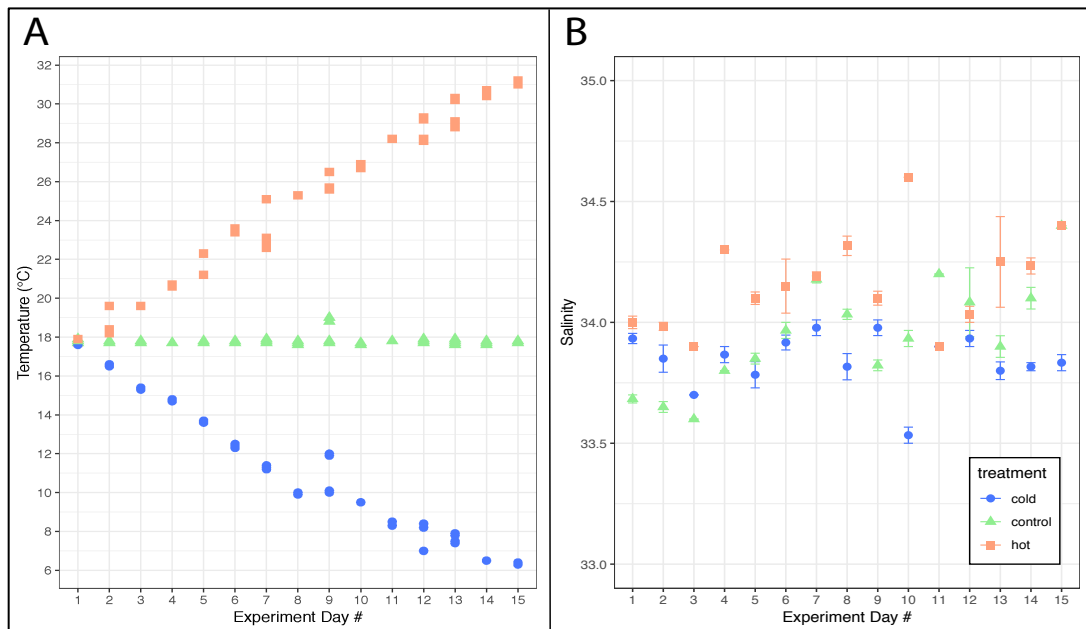 A
32
30
28
26
24
22
20
18
16
14
12
10
8
6
Temperature (°C)
1 2 3 4 5 6 7 8 9 10 11 12 13 14 15
Experiment Day #
B
35.0
34.5
34.0
33.5
33.0
Salinity
treatment
cold
control
hot
1 2 3 4 5 6 7 8 9 10 11 12 13 14 15
Experiment Day #